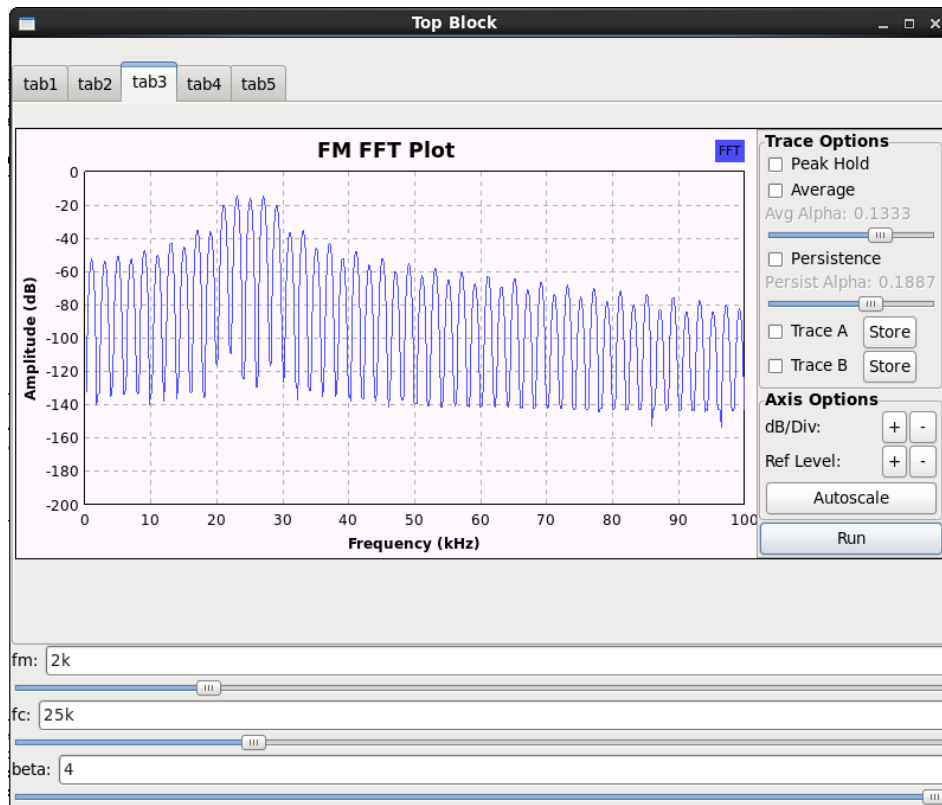 Top Block
tab1 tab2 tab3 tab4 tab5
FM FFT Plot
FFT
Amplitude (dB)
0
-20
-40
-60
-80
-100
-120
-140
-160
-180
-200
0 10 20 30 40 50 60 70 80 90 100
Frequency (kHz)
Trace Options
Peak Hold
Average
Avg Alpha: 0.1333
Persistence
Persist Alpha: 0.1887
Trace A Store
Trace B Store
Axis Options
dB/Div: + -
Ref Level: + -
Autoscale
Run
fm: 2k
fc: 25k
beta: 4